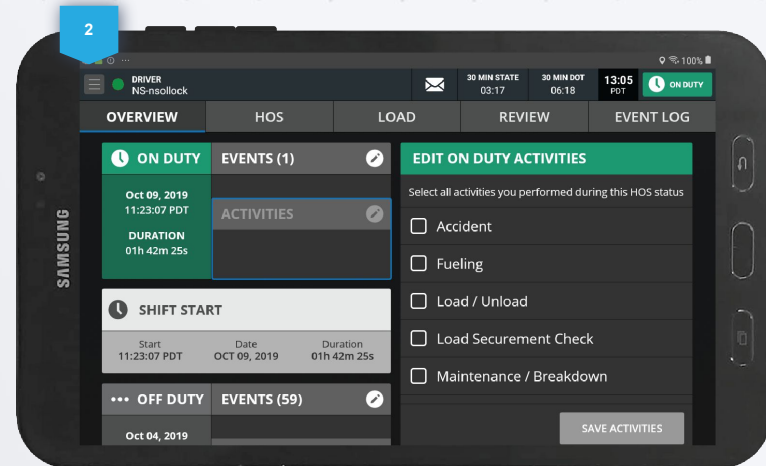 2
100%
DRIVER
NS-nsollock
30 MIN STATE
03:17
30 MIN DOT
06:18
13:05
PDT
ON DUTY
OVERVIEW
HOS
LOAD
REVIEW
EVENT LOG
ON DUTY
EVENTS (1)
Oct 09, 2019
11:23:07 PDT
DURATION
01h 42m 25s
ACTIVITIES
SHIFT START
Start
Date
Duration
11:23:07 PDT
OCT 09, 2019
01h 42m 25s
OFF DUTY
EVENTS (59)
Oct 04, 2019
EDIT ON DUTY ACTIVITIES
Select all activities you performed during this HOS status
Accident
Fueling
Load / Unload
Load Securement Check
Maintenance / Breakdown
SAVE ACTIVITIES
SAMSUNG